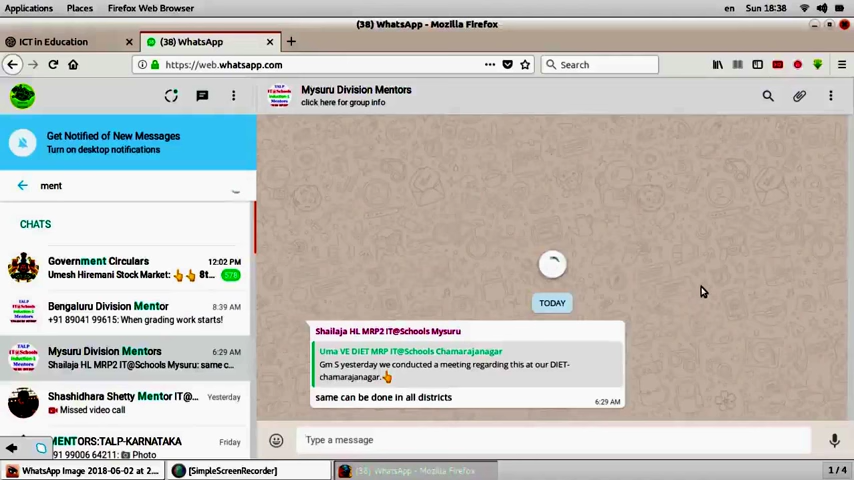 Applications Places Firefox Web Browser en Sun 18:38
(38) WhatsApp - Mozilla Firefox
ICT in Education
(38) WhatsApp
https://web.whatsapp.com
Search
Mysuru Division Mentors
click here for group info
Get Notified of New Messages
Turn on desktop notifications
ment
CHATS
Government Circulars 12:02 PM
Umesh Hiremani Stock Market: 👆👆 8t... 578
Bengaluru Division Mentor 8:39 AM
+91 89041 99615: When grading work starts!
Mysuru Division Mentors 6:29 AM
Shailaja HL MRP2 IT@Schools Mysuru: same c...
Shashidhara Shetty Mentor IT@... Yesterday
Missed video call
MENTORS:TALP-KARNATAKA Friday
+91 99006 64211: Photo
TODAY
Shailaja HL MRP2 IT@Schools Mysuru
Uma VE DIET MRP IT@Schools Chamarajanagar
Gm S yesterday we conducted a meeting regarding this at our DIET-
chamarajanagar.👆
same can be done in all districts
6:29 AM
Type a message
WhatsApp Image 2018-06-02 at 2...
[SimpleScreenRecorder]
(38) WhatsApp - Mozilla Firefox
1 / 4